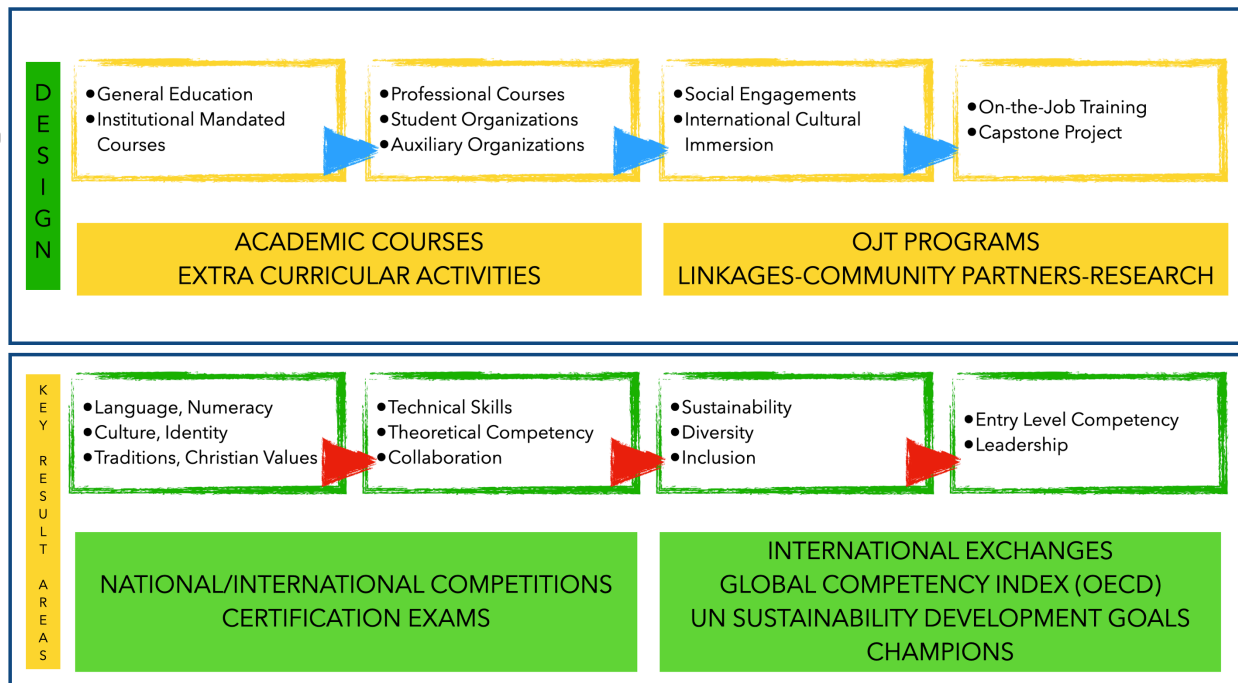 DESIGN
•General Education
•Institutional Mandated
Courses
•Professional Courses
•Student Organizations
•Auxiliary Organizations
•Social Engagements
•International Cultural
Immersion
•On-the-Job Training
•Capstone Project
ACADEMIC COURSES
EXTRA CURRICULAR ACTIVITIES
OJT PROGRAMS
LINKAGES-COMMUNITY PARTNERS-RESEARCH
KEY RESULT AREAS
•Language, Numeracy
•Culture, Identity
•Traditions, Christian Values
•Technical Skills
•Theoretical Competency
•Collaboration
•Sustainability
•Diversity
•Inclusion
•Entry Level Competency
•Leadership
NATIONAL/INTERNATIONAL COMPETITIONS
CERTIFICATION EXAMS
INTERNATIONAL EXCHANGES
GLOBAL COMPETENCY INDEX (OECD)
UN SUSTAINABILITY DEVELOPMENT GOALS
CHAMPIONS